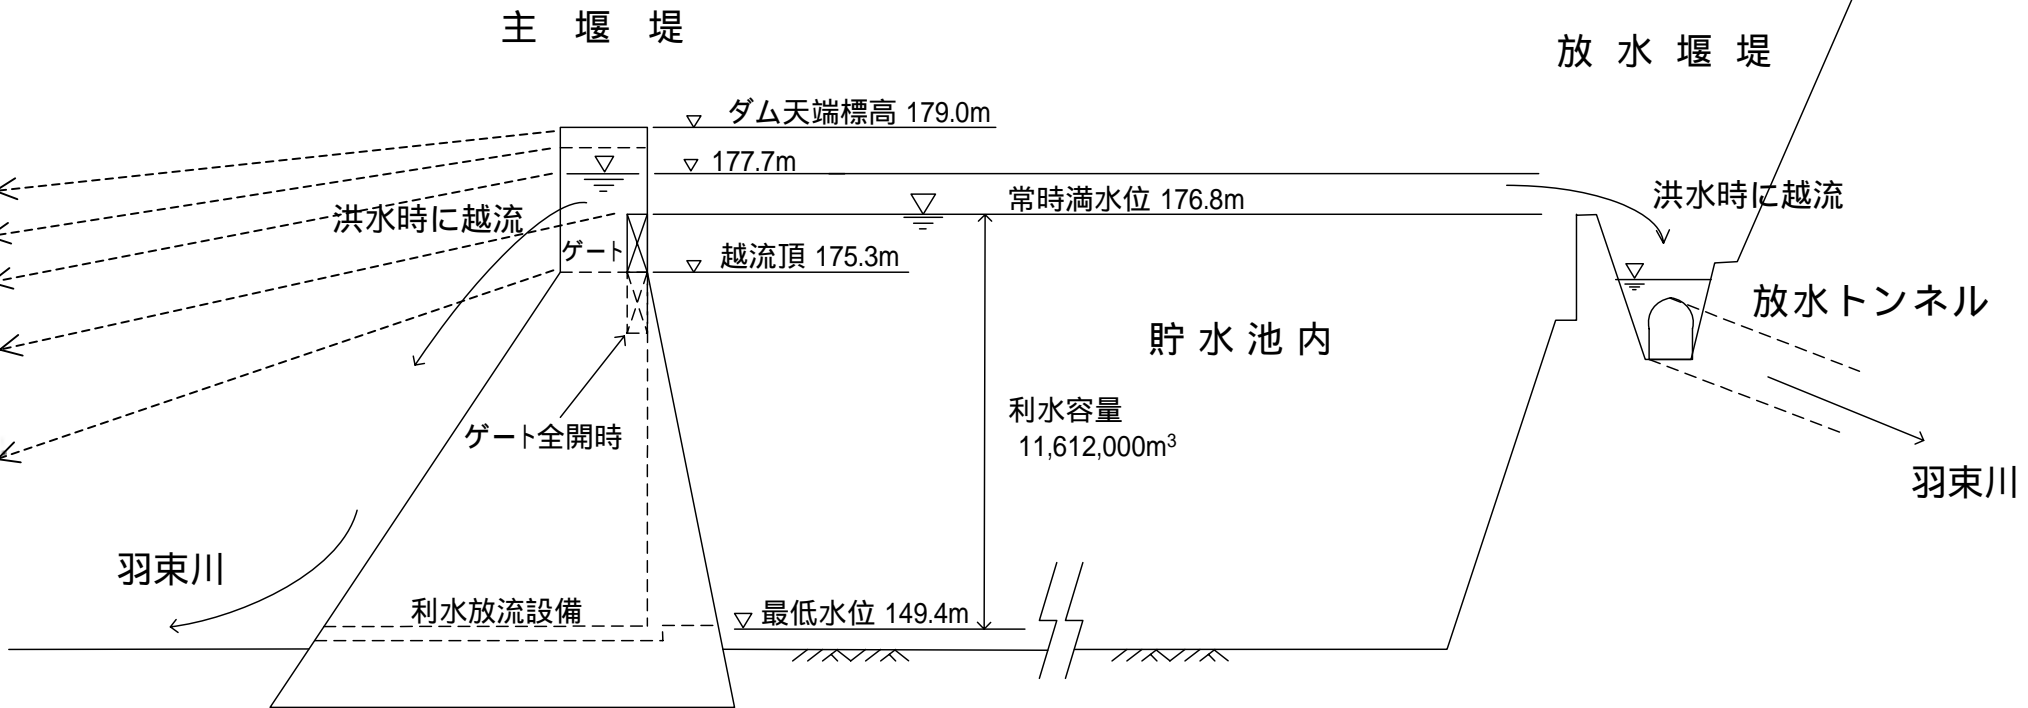 主 堰 堤
放 水 堰 堤
ダム天端標高 179.0m
177.7m
常時満水位 176.8m
洪水時に越流
洪水時に越流
ゲート
越流頂 175.3m
放水トンネル
貯 水 池 内
利水容量
11,612,000m³
ゲート全開時
羽束川
羽束川
利水放流設備
最低水位 149.4m